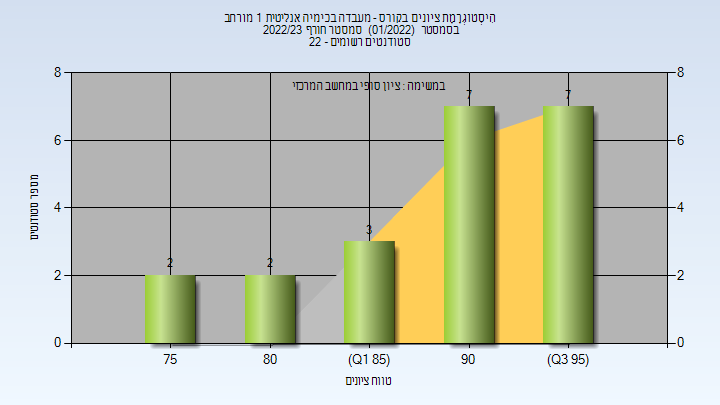 הִיסְטוֹגְרָמַת ציונים בקורס - מעבדה בכימיה אנליטית 1 מורחב
בסמסטר (01/2022) סמסטר חורף 2022/23
סטודנטים רשומים - 22
במשימה : ציון סופי במחשב המרכזי
8 8
6 6
4 4
2 2
0 0
2 2 3 7 7
75 80 (Q1 85) 90 (Q3 95)
מספר סטודנטים
טווח ציונים